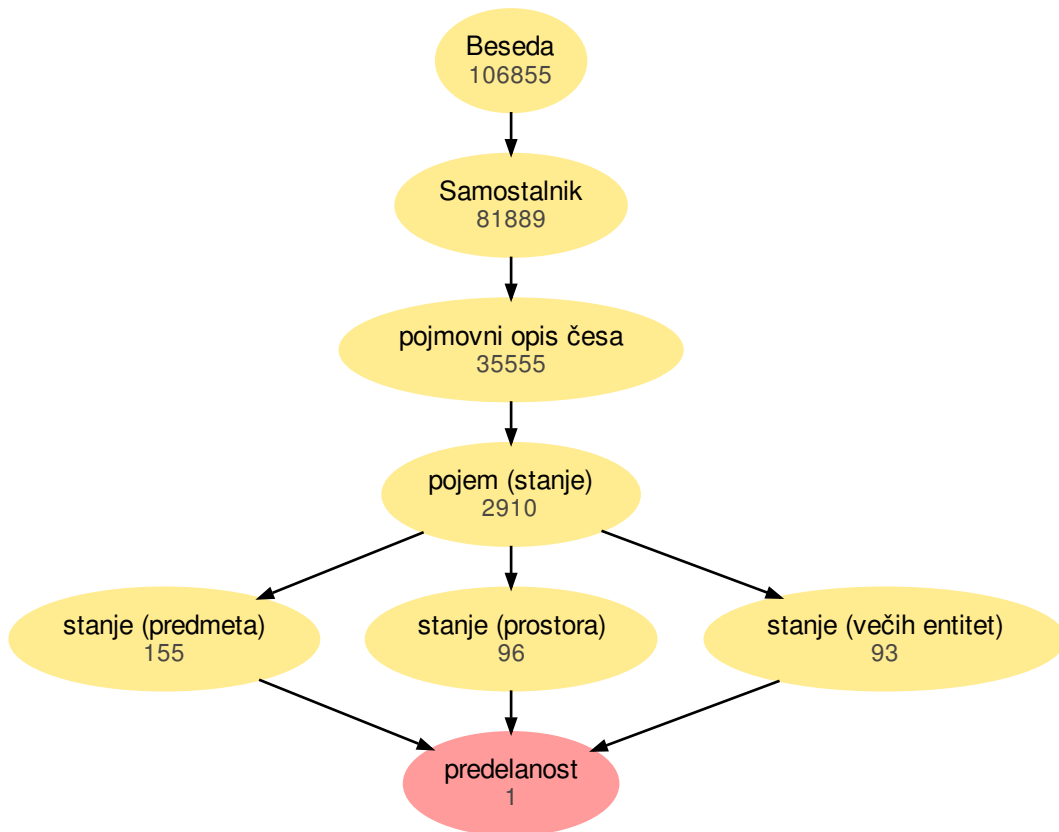 Beseda
106855
Samostalnik
81889
pojmovni opis česa
35555
pojem (stanje)
2910
stanje (predmeta)
155
stanje (prostora)
96
stanje (večih entitet)
93
predelanost
1